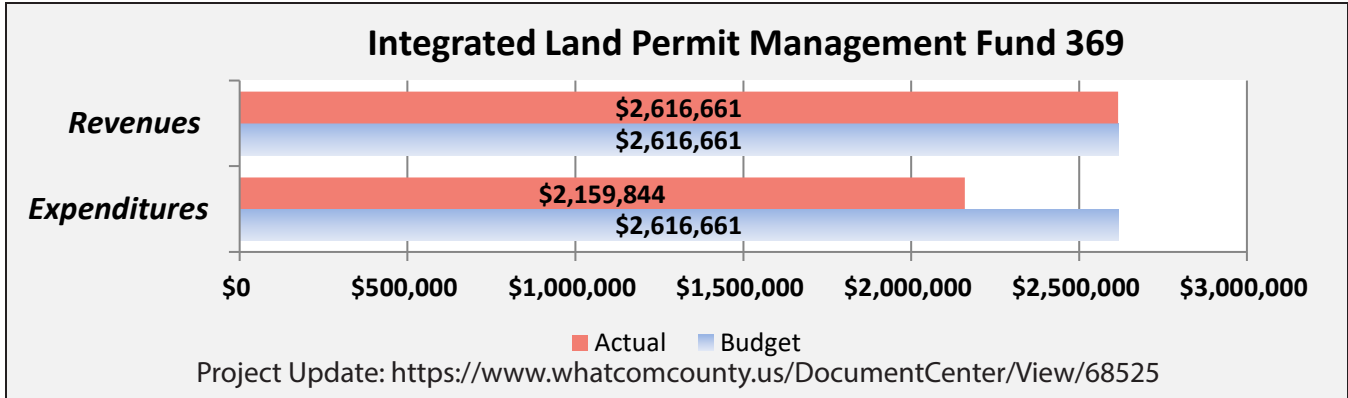 Integrated Land Permit Management Fund 369
Revenues
$2,616,661
$2,616,661
Expenditures
$2,159,844
$2,616,661
$0 $500,000 $1,000,000 $1,500,000 $2,000,000 $2,500,000 $3,000,000
Actual Budget
Project Update: https://www.whatcomcounty.us/DocumentCenter/View/68525